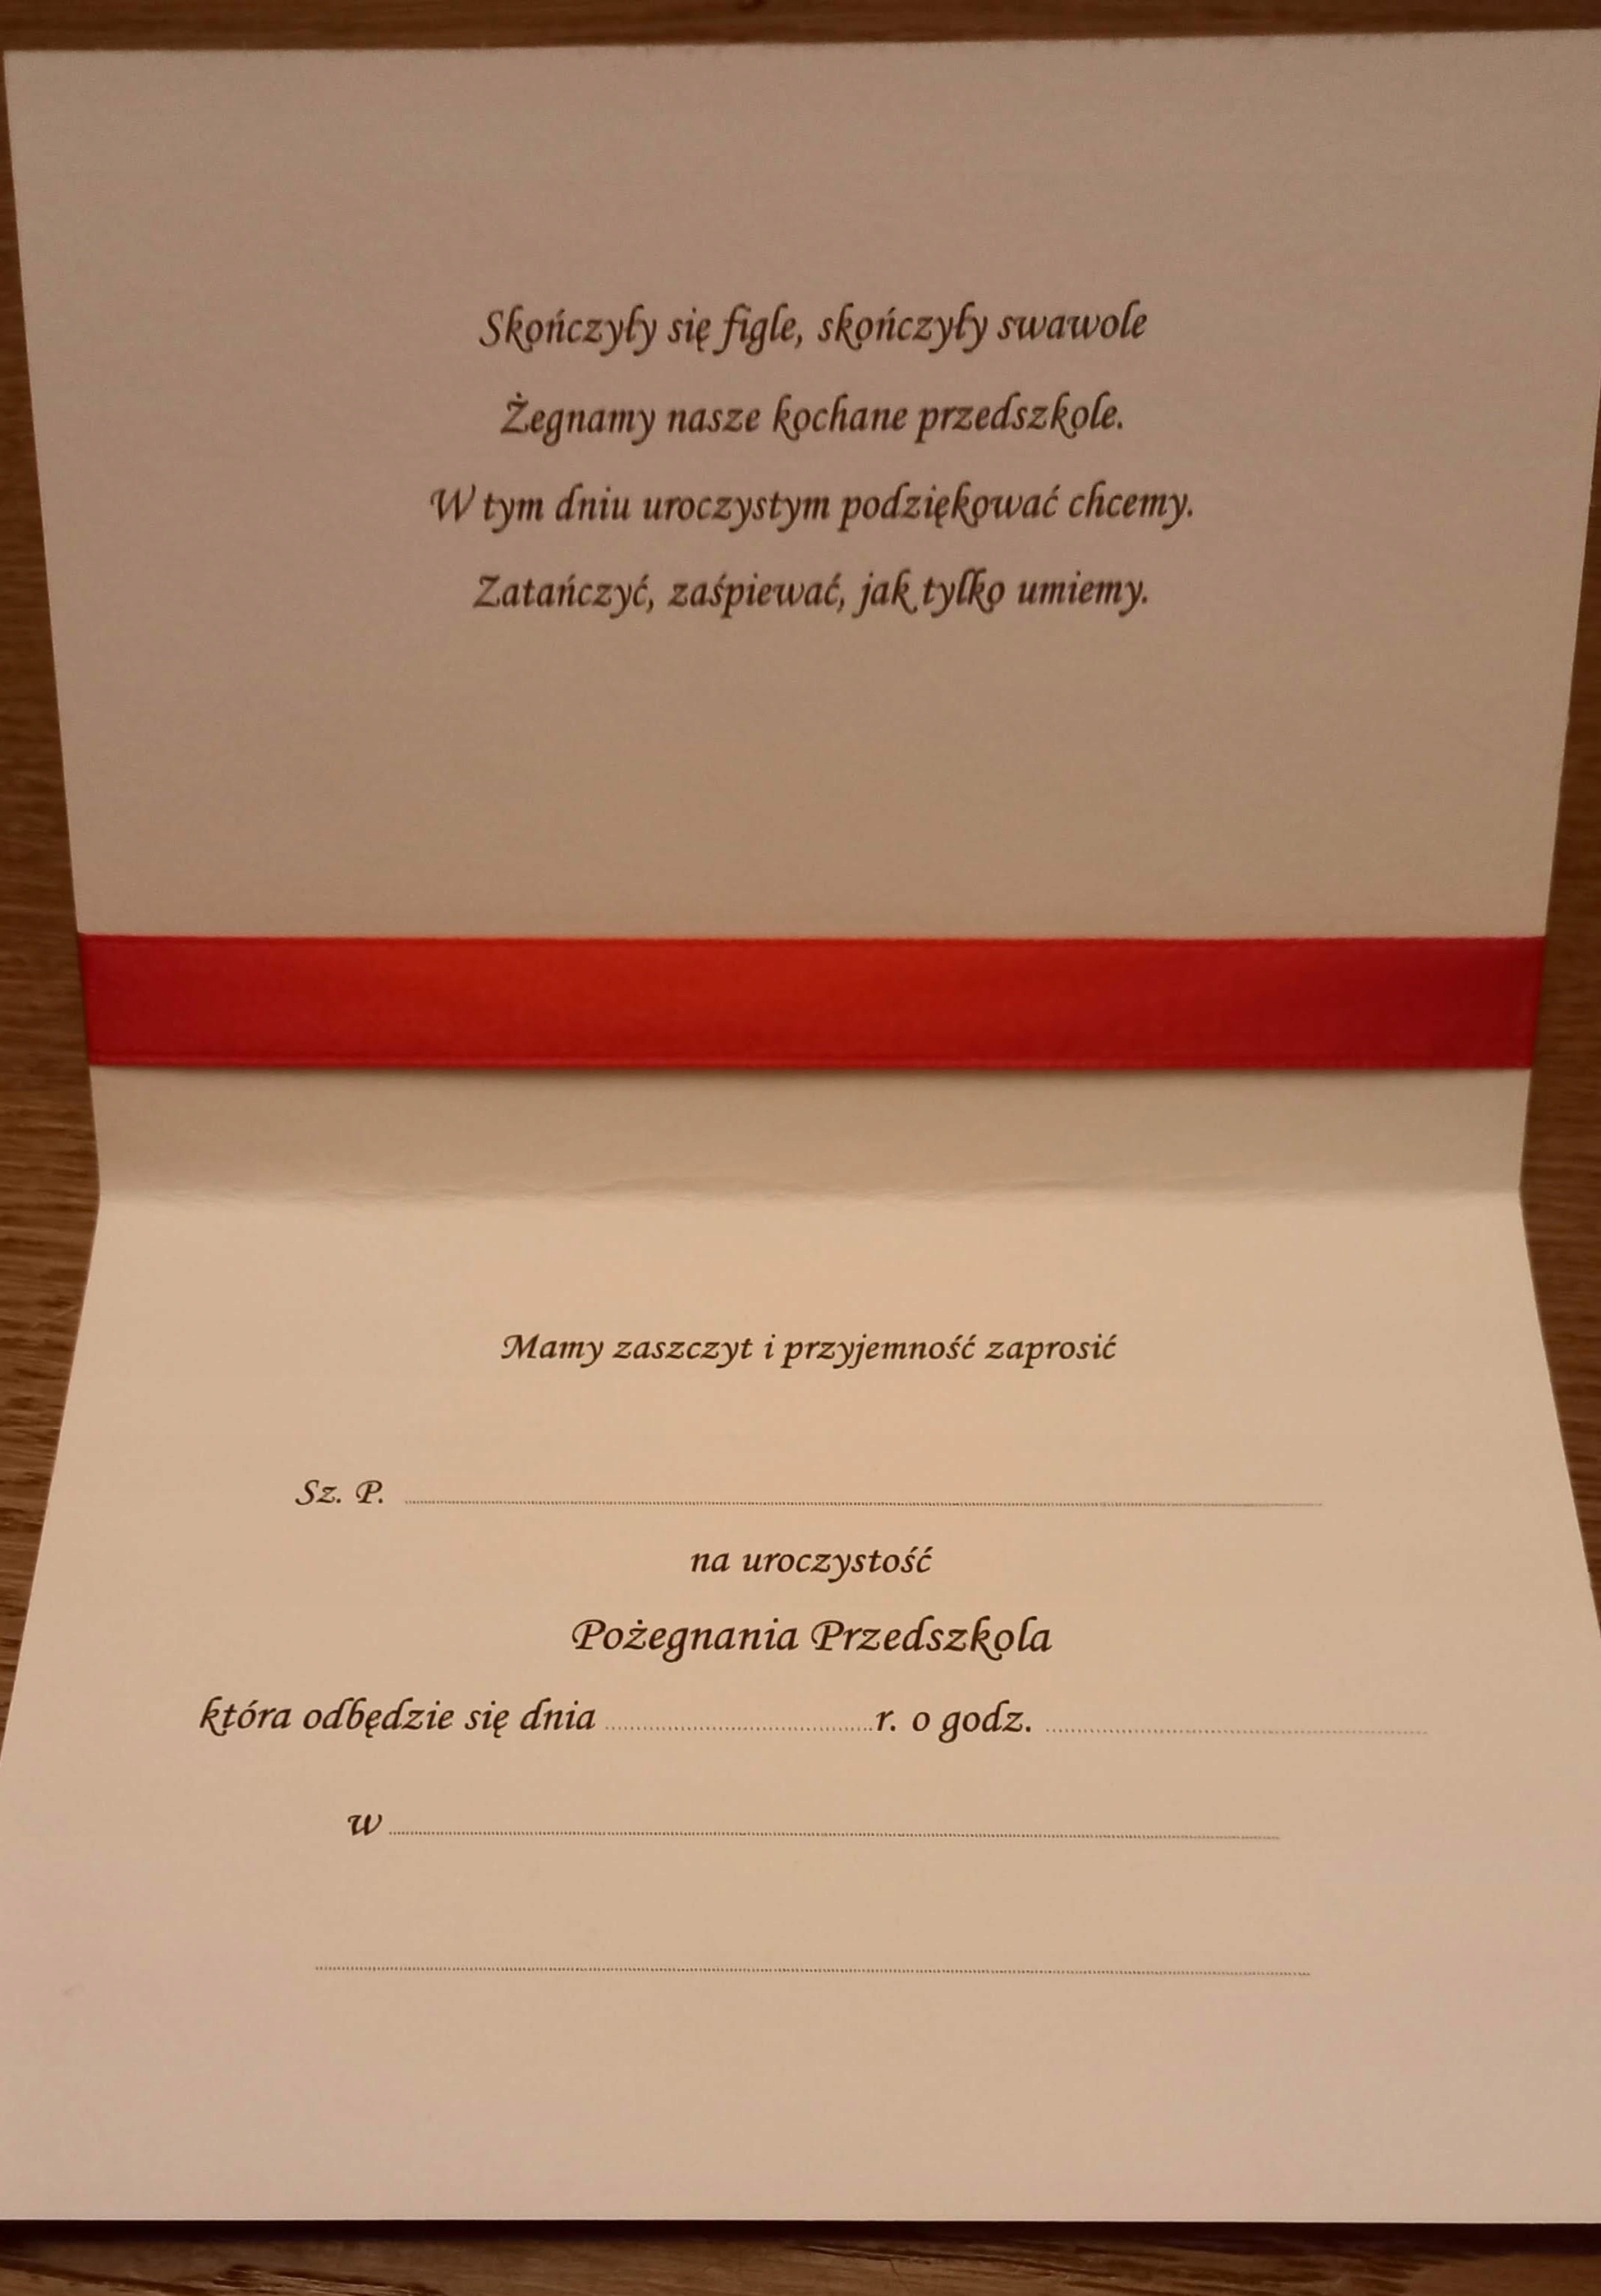 Skończyły się figle, skończyły swawole
Żegnamy nasze kochane przedszkole.
W tym dniu uroczystym podziękować chcemy.
Zatańczyć, zaśpiewać, jak tylko umiemy.
Mamy zaszczyt i przyjemność zaprosić
Sz. P. ........................................
na uroczystość
Pożegnania Przedszkola
która odbędzie się dnia ....................r. o godz. ....................
w ........................................
........................................